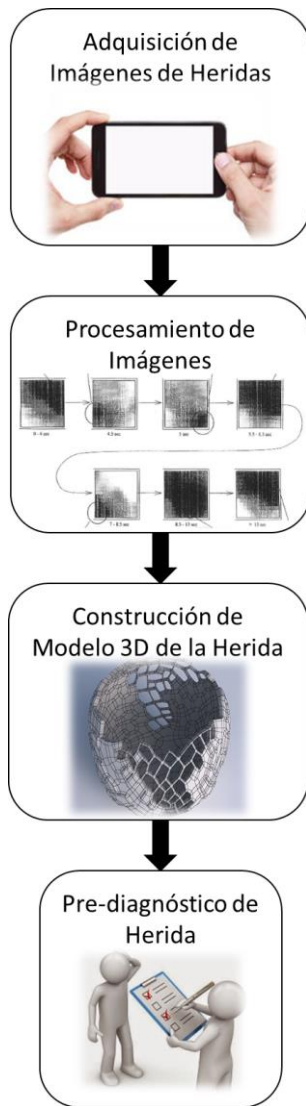 Adquisición de
Imágenes de Heridas
Procesamiento de
Imágenes
Construcción de
Modelo 3D de la Herida
Pre-diagnóstico de
Herida